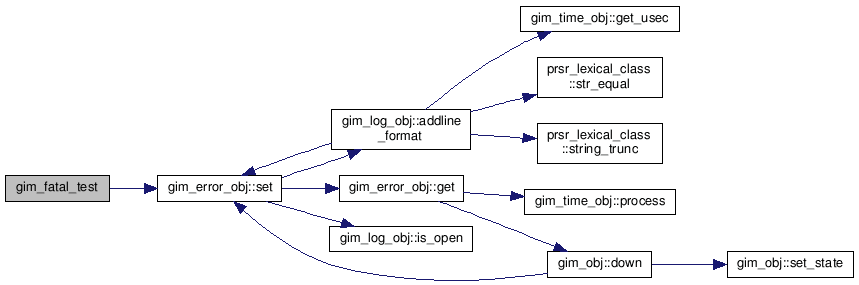 gim_time_obj::get_usec
prsr_lexical_class
::str_equal
gim_log_obj::addline
_format
prsr_lexical_class
::string_trunc
gim_fatal_test
gim_error_obj::set
gim_error_obj::get
gim_time_obj::process
gim_log_obj::is_open
gim_obj::down
gim_obj::set_state